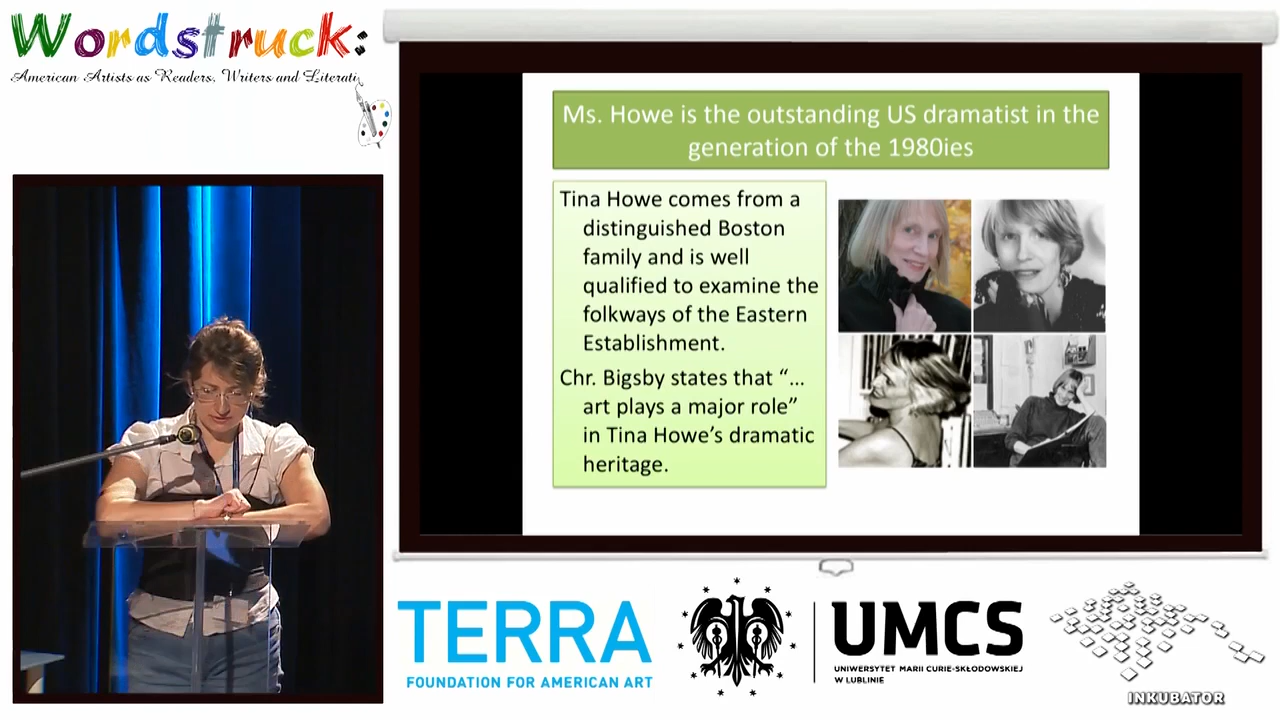 Wordstruck:
American Artists as Readers, Writers and Literati
Ms. Howe is the outstanding US dramatist in the
generation of the 1980ies
Tina Howe comes from a
distinguished Boston
family and is well
qualified to examine the
folkways of the Eastern
Establishment.
Chr. Bigsby states that “...
art plays a major role”
in Tina Howe’s dramatic
heritage.
TERRA
FOUNDATION FOR AMERICAN ART
UMCS
UNIWERSYTET MARII CURIE-SKŁODOWSKIEJ
W LUBLINIE
INKUBATOR